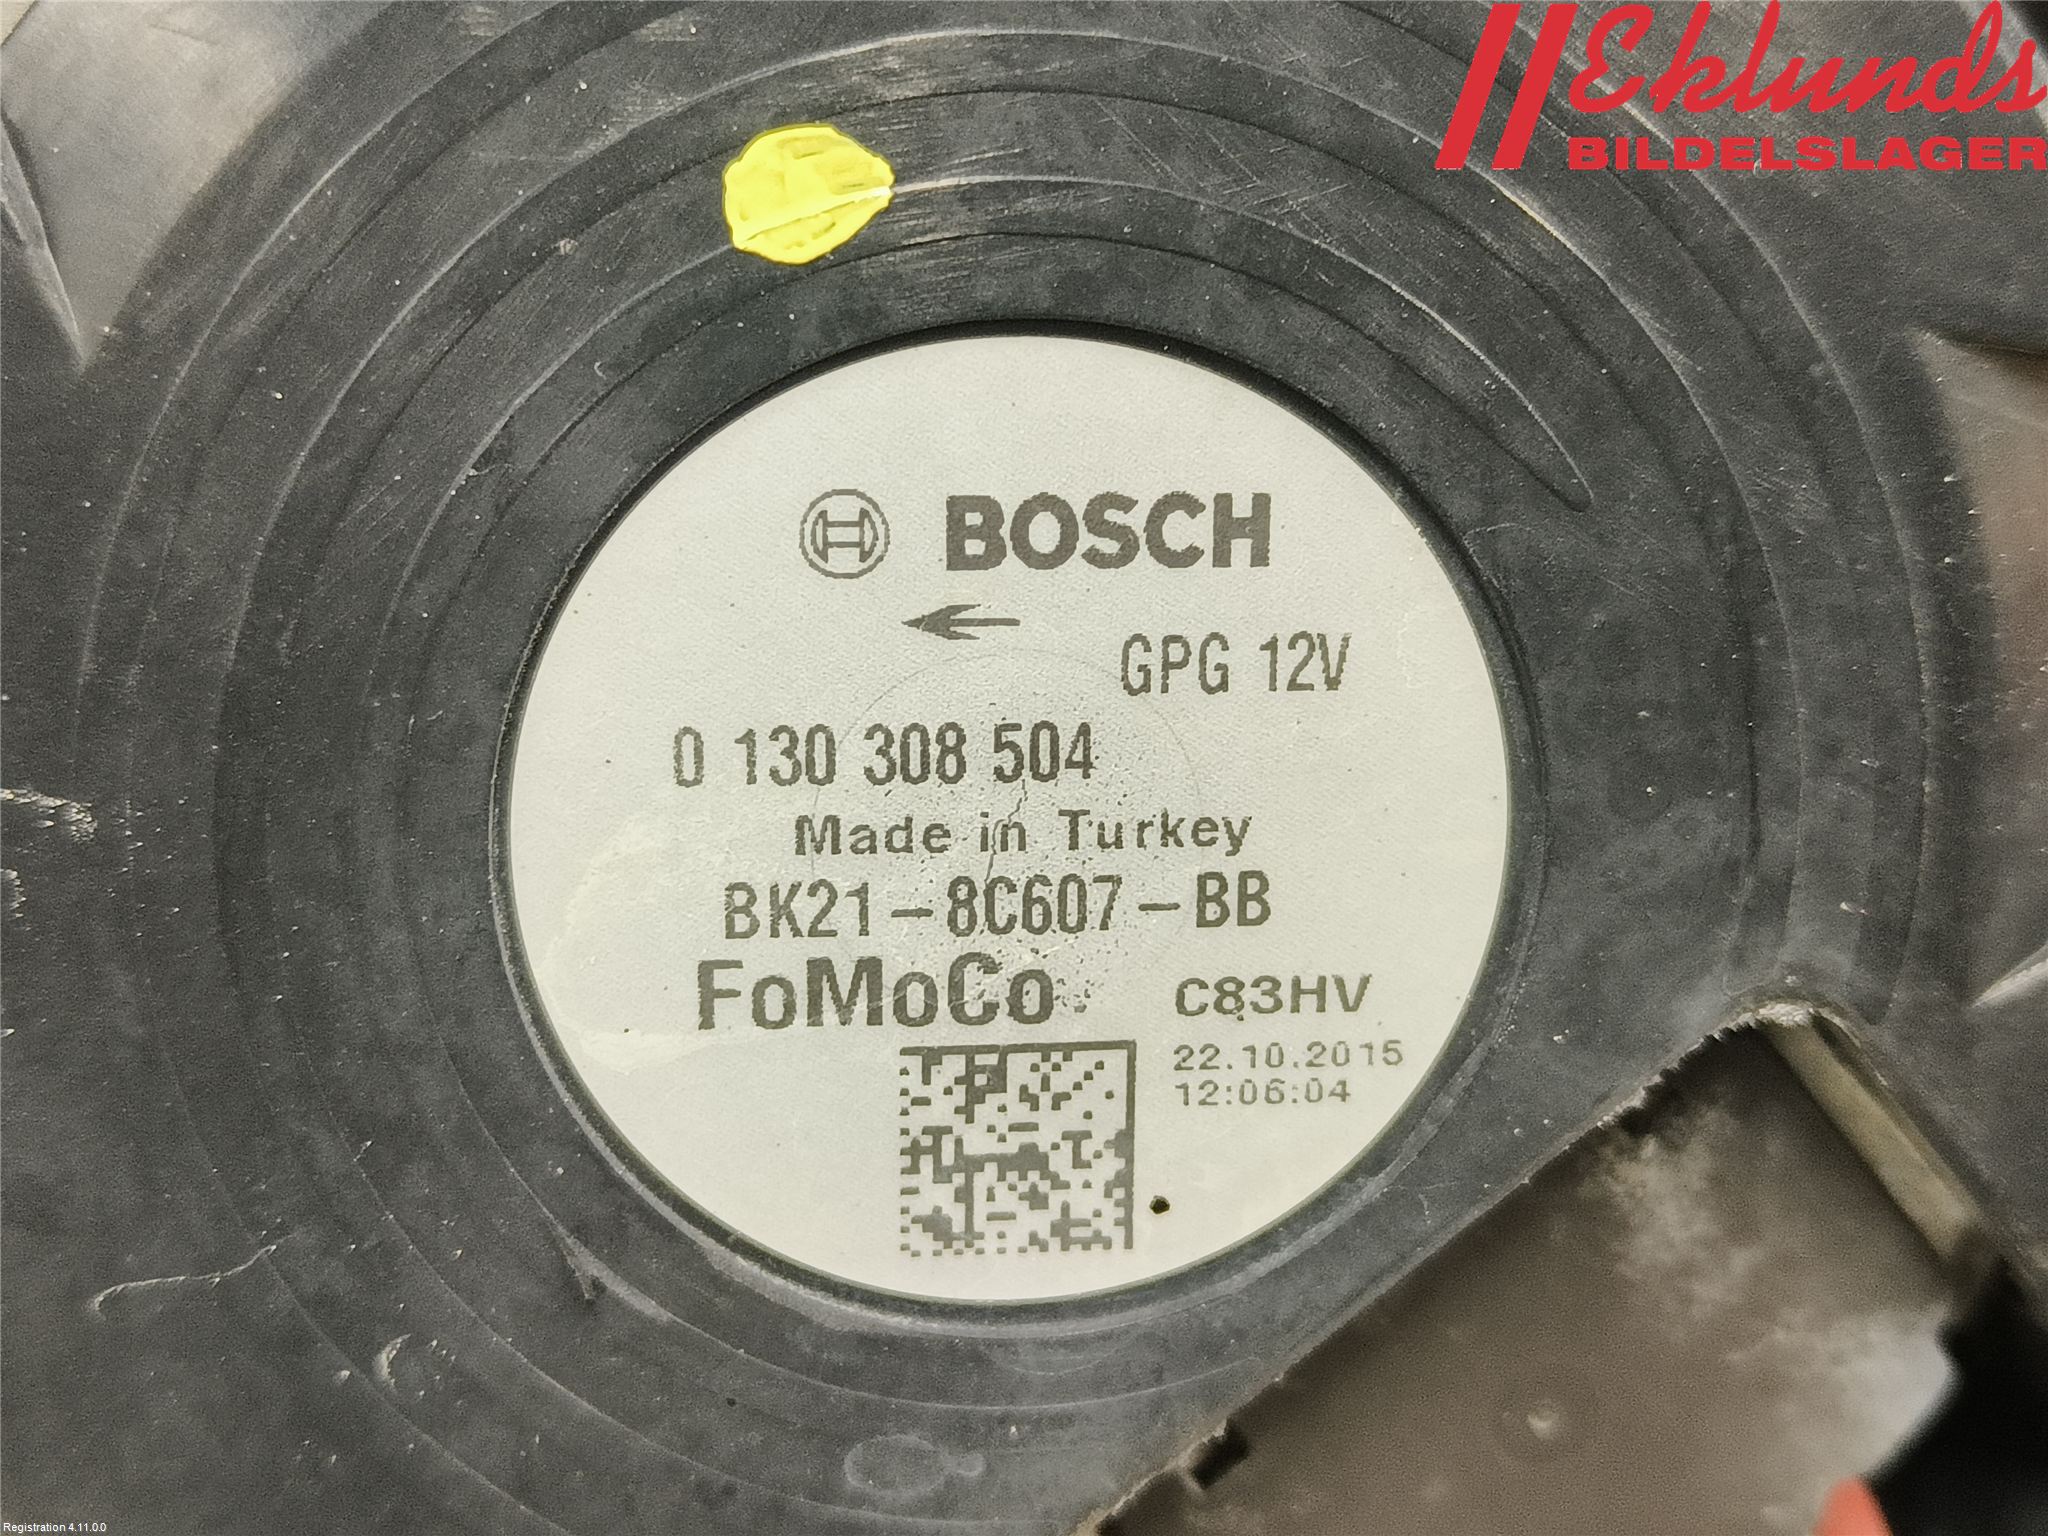 Eklunds
BILDELSLAGER
BOSCH
GPG 12V
0 130 308 504
Made in Turkey
BK21-8C607-BB
FoMoCo C83HV
22.10.2015
12:06:04
Registration 4.11.0.0